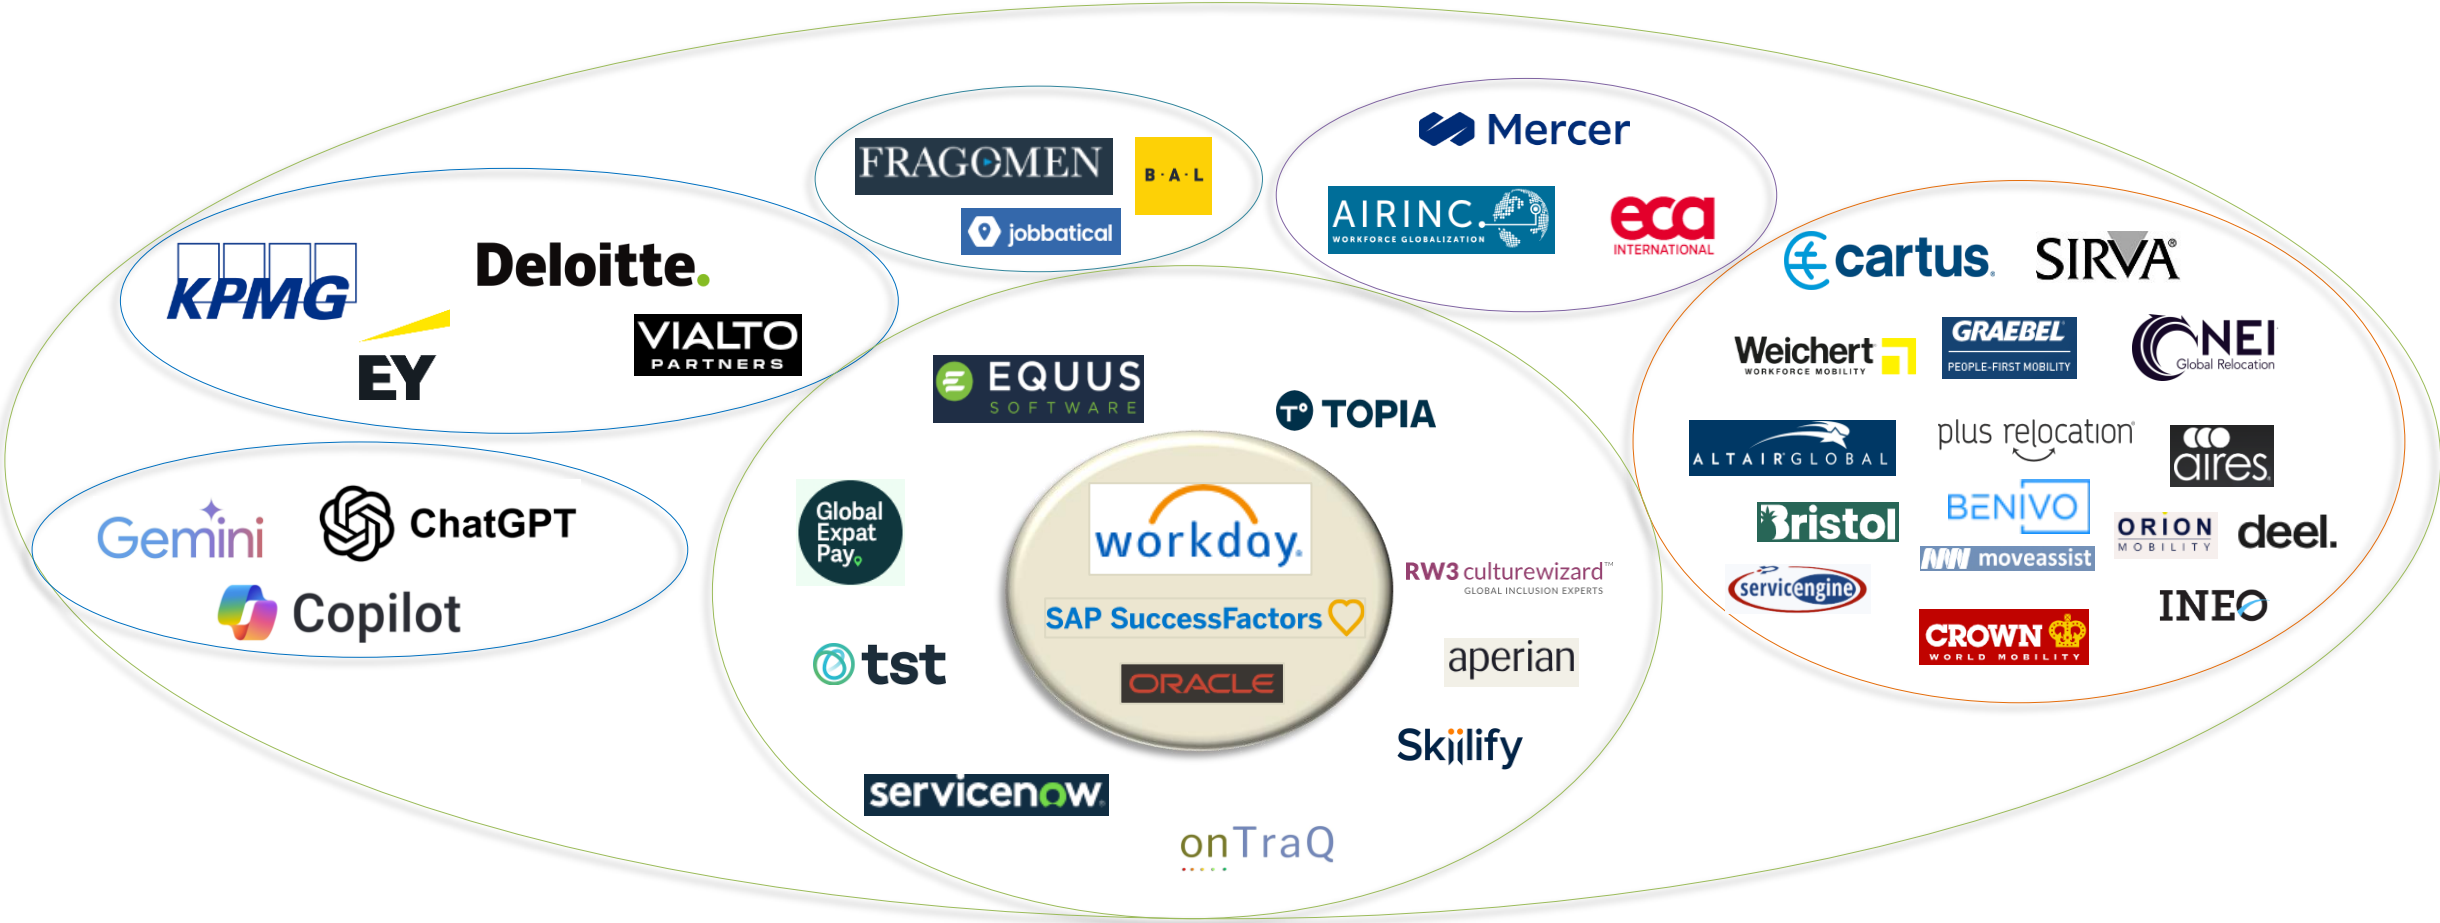 KPMG
Deloitte.
EY
VIALTO
PARTNERS
FRAGOMEN
B·A·L
jobbatical
Mercer
AIRINC.
WORKFORCE GLOBALIZATION
eca
INTERNATIONAL
cartus.
SIRVA®
Weichert
WORKFORCE MOBILITY
GRAEBEL
PEOPLE-FIRST MOBILITY
NEI
Global Relocation
ALTAIR GLOBAL
plus relocation
aires
Bristol
BENIVO
ORION
MOBILITY
deel.
moveassist
servicengine
INEO
CROWN
WORLD MOBILITY
Gemini
ChatGPT
Copilot
EQUUS
SOFTWARE
TOPIA
Global
Expat
Pay
workday.
SAP SuccessFactors
ORACLE
RW3 culturewizard™
GLOBAL INCLUSION EXPERTS
tst
aperian
Skiilify
servicenow
onTraQ